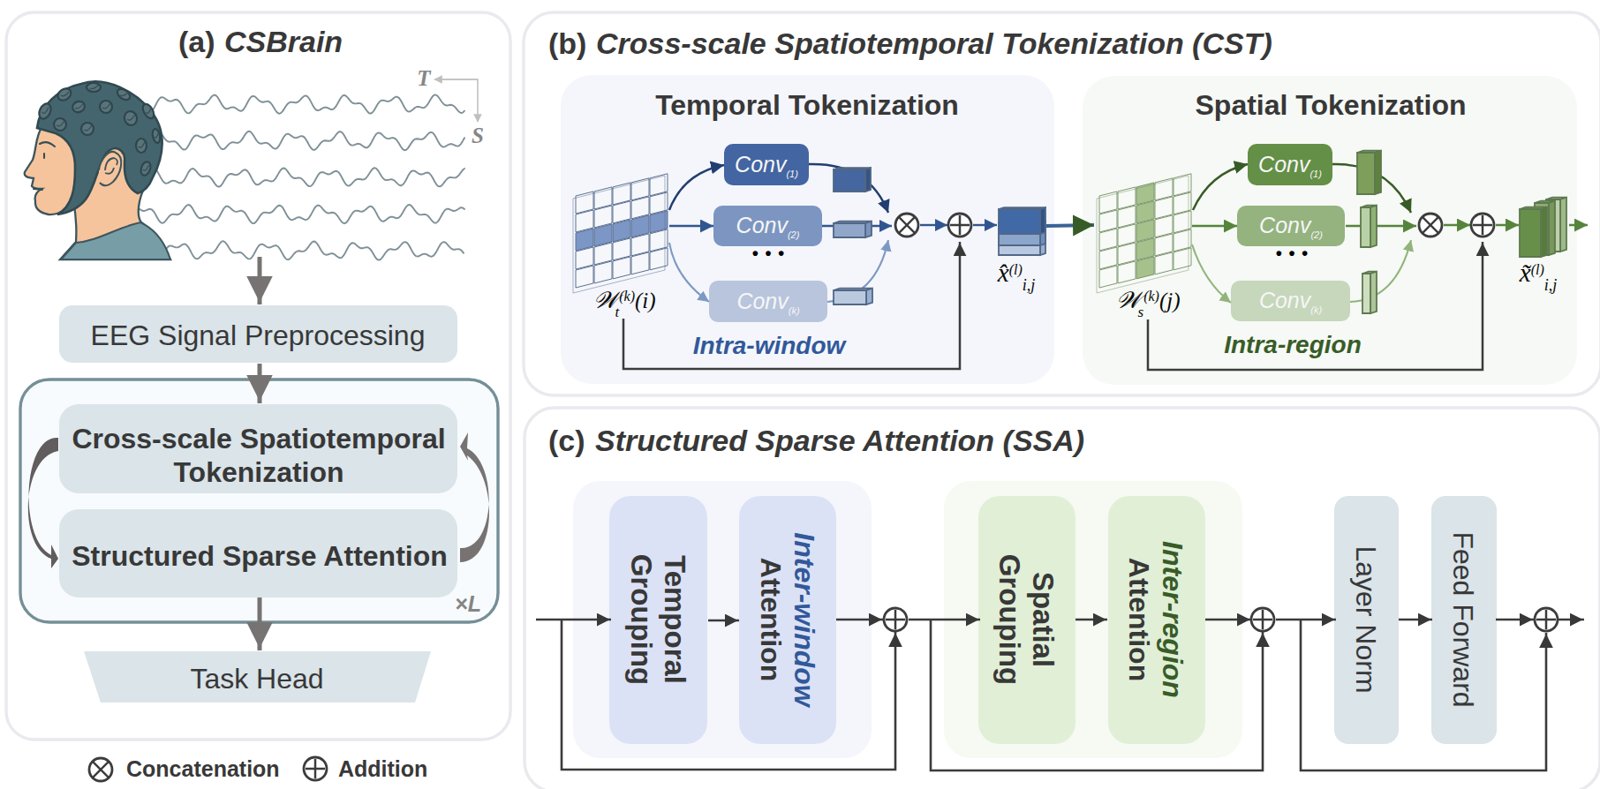 (a) CSBrain
T
S
EEG Signal Preprocessing
Cross-scale Spatiotemporal
Tokenization
Structured Sparse Attention
×L
Task Head
Concatenation
Addition
(b) Cross-scale Spatiotemporal Tokenization (CST)
Temporal Tokenization
Conv(1)
Conv(2)
...
Conv(k)
𝒲t(k)(i)
x̂i,j(l)
Intra-window
Spatial Tokenization
Conv(1)
Conv(2)
...
Conv(k)
𝒲s(k)(j)
x̃i,j(l)
Intra-region
(c) Structured Sparse Attention (SSA)
Temporal
Grouping
Inter-window
Attention
Spatial
Grouping
Inter-region
Attention
Layer Norm
Feed Forward